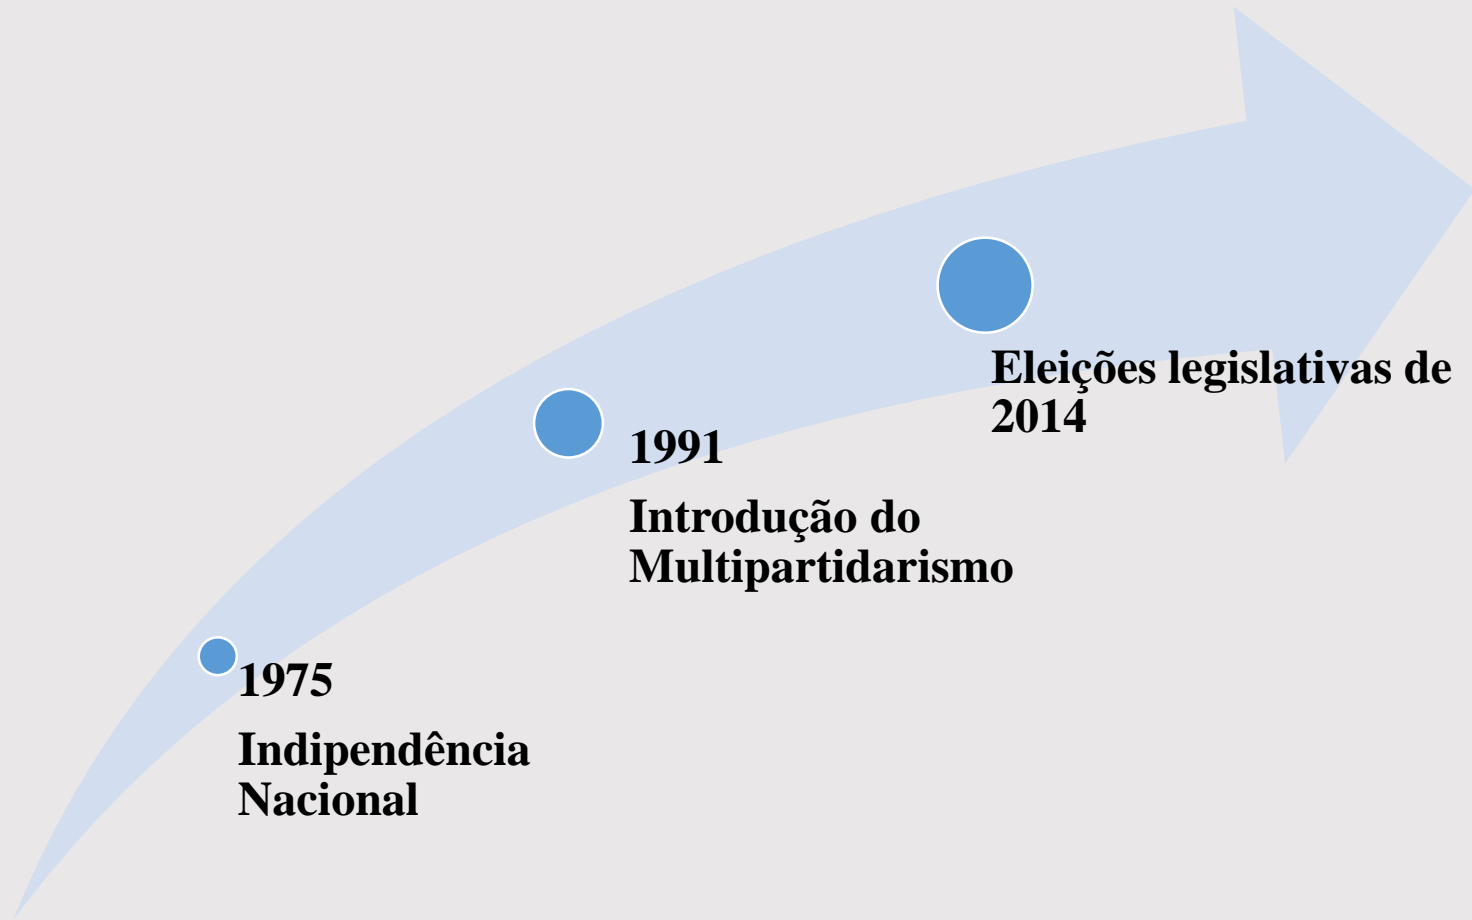 1975
Indipendência
Nacional
1991
Introdução do
Multipartidarismo
Eleições legislativas de
2014